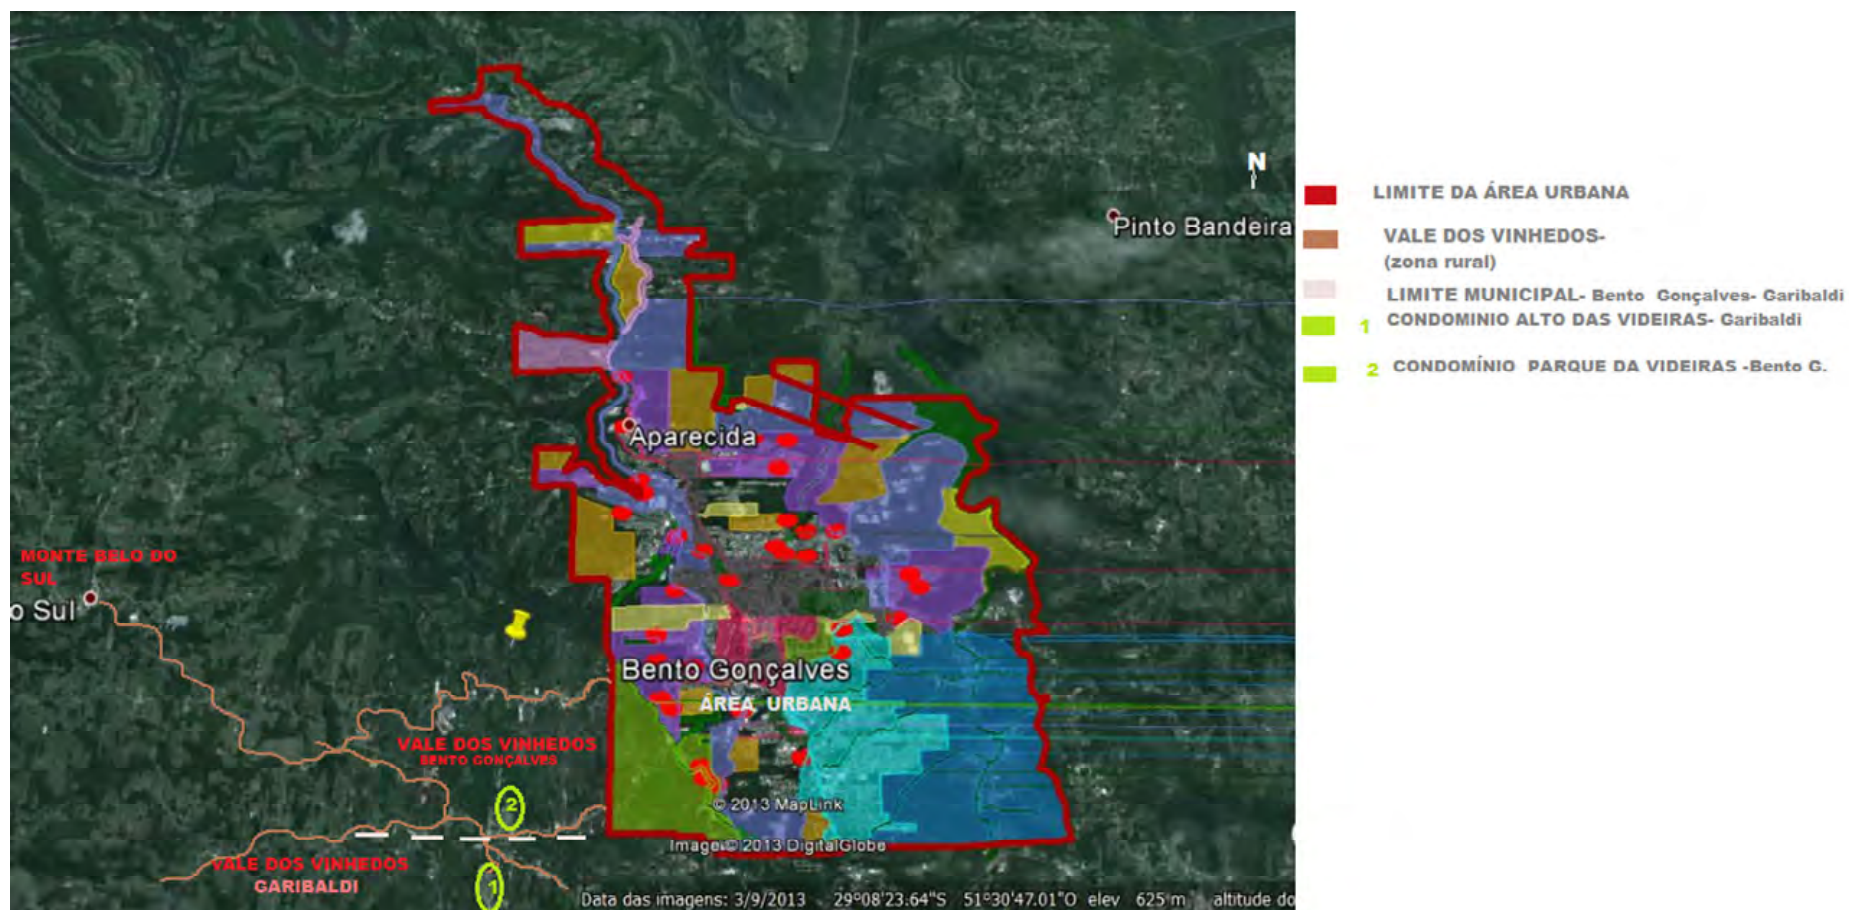 N
Pinto Bandeira
Aparecida
MONTE BELO DO
SUL
o Sul
Bento Gonçalves
ÁREA URBANA
VALE DOS VINHEDOS
BENTO GONÇALVES
2
© 2013 MapLink
Image © 2013 DigitalGlobe
VALE DOS VINHEDOS
GARIBALDI
1
Data das imagens: 3/9/2013 29°08'23.64"S 51°30'47.01"O elev 625 m altitude do
LIMITE DA ÁREA URBANA
VALE DOS VINHEDOS-
(zona rural)
LIMITE MUNICIPAL- Bento Gonçalves- Garibaldi
1 CONDOMINIO ALTO DAS VIDEIRAS- Garibaldi
2 CONDOMÍNIO PARQUE DA VIDEIRAS -Bento G.